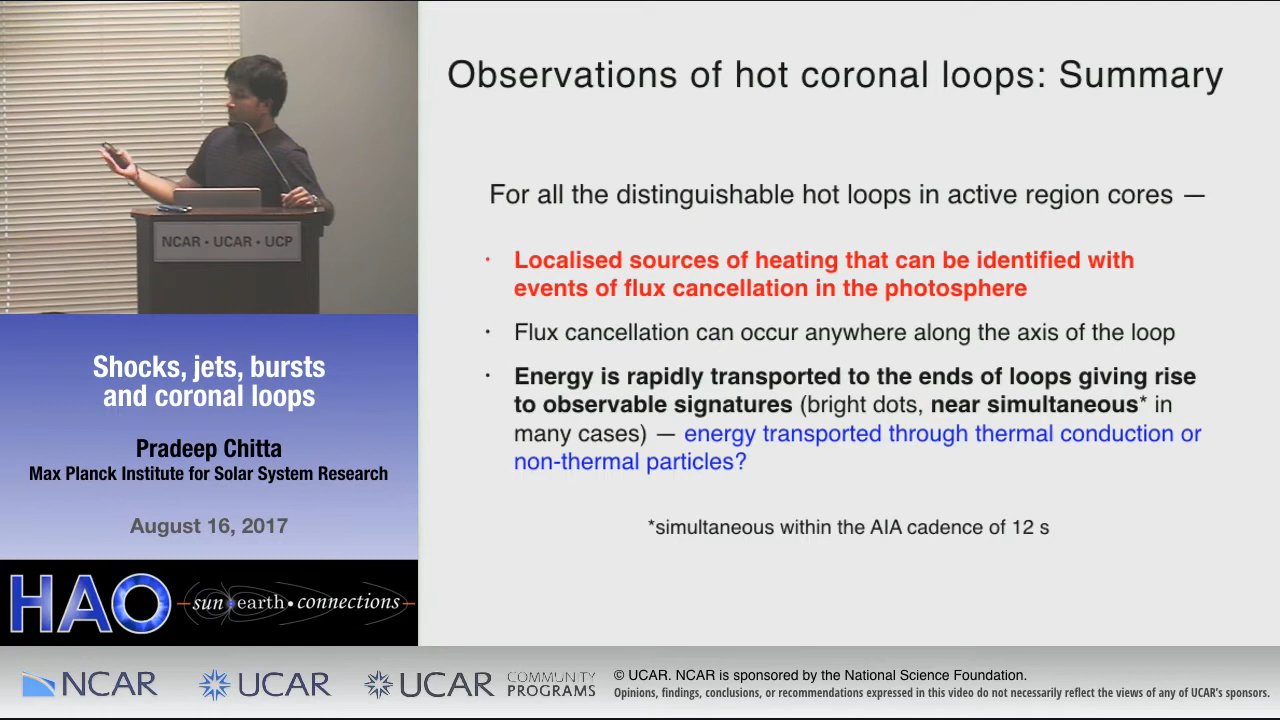 Observations of hot coronal loops: Summary
For all the distinguishable hot loops in active region cores —
· Localised sources of heating that can be identified with
events of flux cancellation in the photosphere
· Flux cancellation can occur anywhere along the axis of the loop
· Energy is rapidly transported to the ends of loops giving rise
to observable signatures (bright dots, near simultaneous* in
many cases) — energy transported through thermal conduction or
non-thermal particles?
*simultaneous within the AIA cadence of 12 s
NCAR • UCAR • UCP
Shocks, jets, bursts
and coronal loops
Pradeep Chitta
Max Planck Institute for Solar System Research
August 16, 2017
HAO
sun earth • connections
NCAR
UCAR
UCAR
COMMUNITY
PROGRAMS
© UCAR. NCAR is sponsored by the National Science Foundation.
Opinions, findings, conclusions, or recommendations expressed in this video do not necessarily reflect the views of any of UCAR's sponsors.